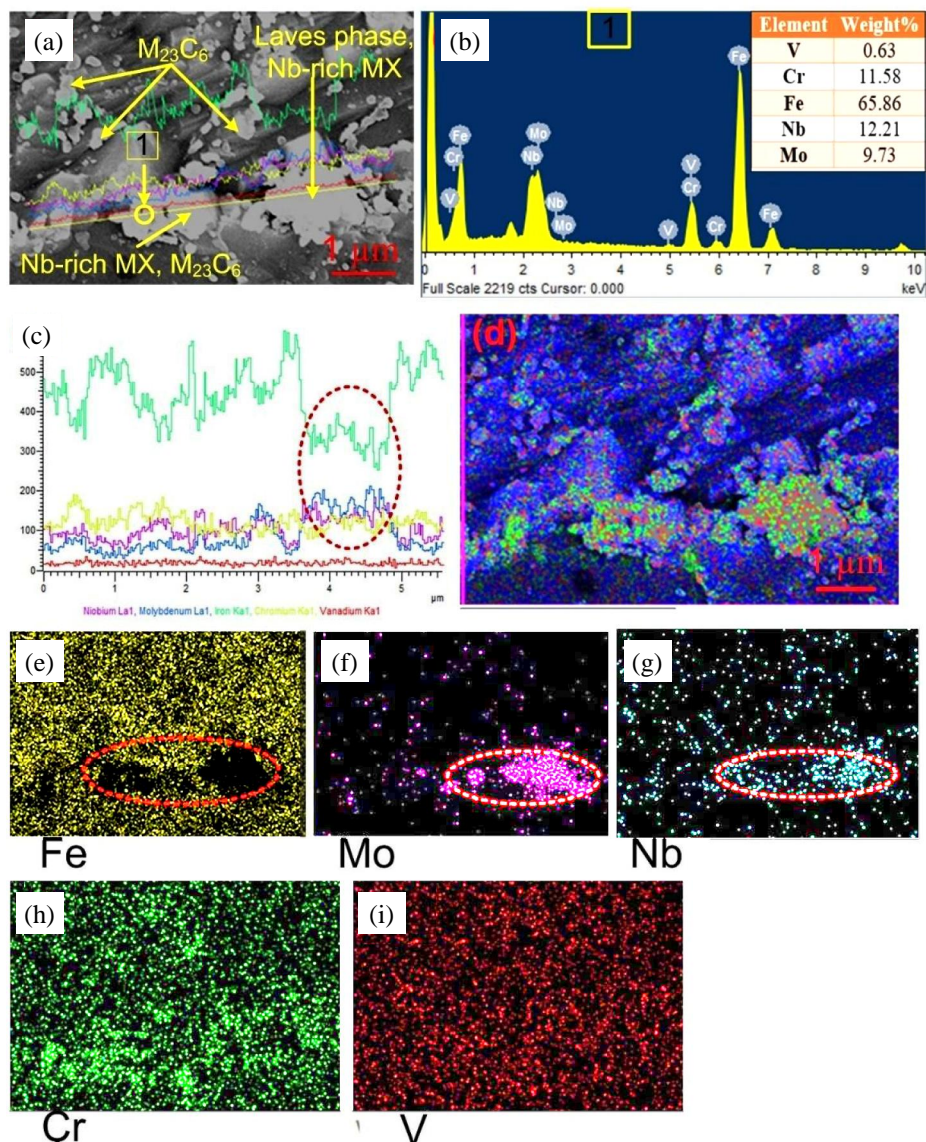 (a)
M23C6
Laves phase,
Nb-rich MX
1
Nb-rich MX, M23C6
1 μm
(b)
1
Element Weight%
V 0.63
Cr 11.58
Fe 65.86
Nb 12.21
Mo 9.73
Fe
Fe
Cr
V
Mo
Nb
Nb
Mo
V
V
Cr
Cr
Fe
0 1 2 3 4 5 6 7 8 9 10
Full Scale 2219 cts Cursor: 0.000 keV
(c)
500
400
300
200
100
0
0 1 2 3 4 5
μm
Niobium La1, Molybdenum La1, Iron Ka1, Chromium Ka1, Vanadium Ka1
(d)
1 μm
(e)
Fe
(f)
Mo
(g)
Nb
(h)
Cr
(i)
V